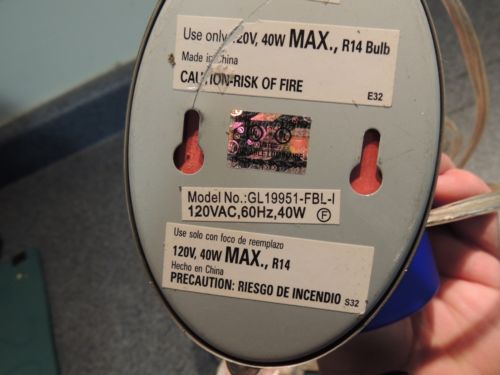 Use only 120V, 40W MAX., R14 Bulb
Made in China
CAUTION-RISK OF FIRE
E32
Model No.:GL19951-FBL-I
120VAC,60Hz,40W F
Use solo con foco de reemplazo
120V, 40W MAX., R14
Hecho en China
PRECAUTION: RIESGO DE INCENDIO S32